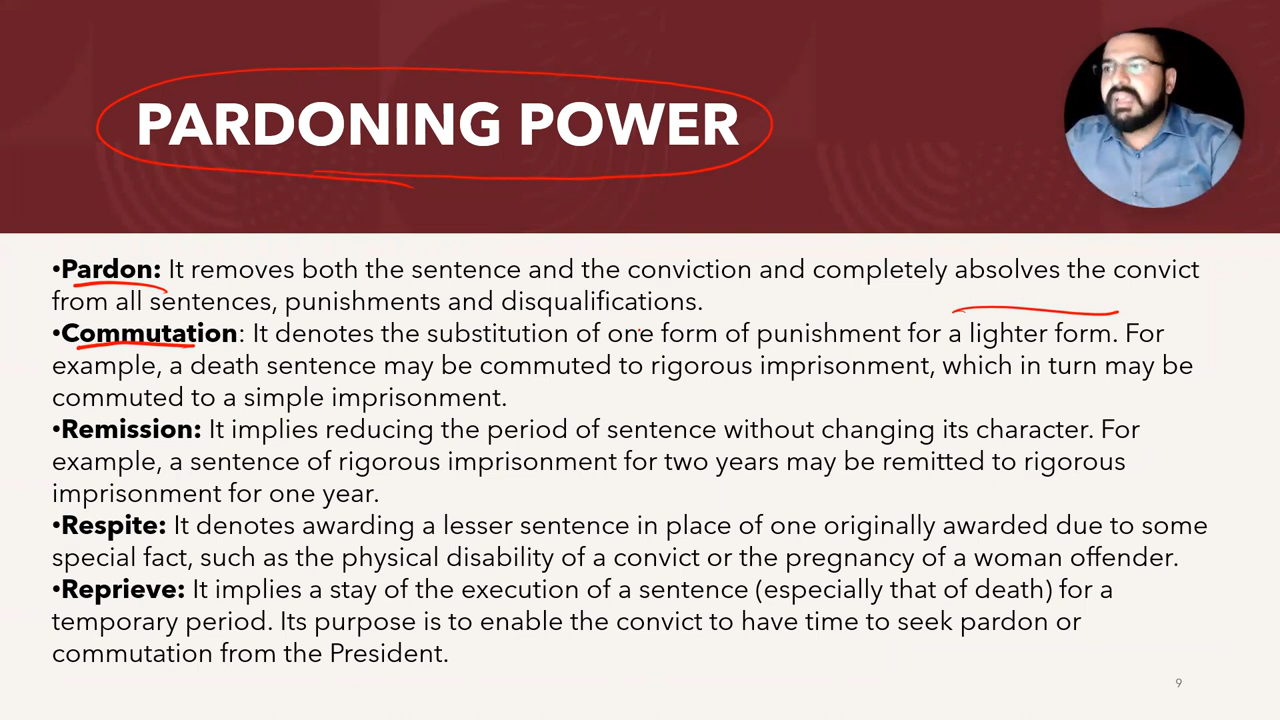 PARDONING POWER
•Pardon: It removes both the sentence and the conviction and completely absolves the convict
from all sentences, punishments and disqualifications.
•Commutation: It denotes the substitution of one form of punishment for a lighter form. For
example, a death sentence may be commuted to rigorous imprisonment, which in turn may be
commuted to a simple imprisonment.
•Remission: It implies reducing the period of sentence without changing its character. For
example, a sentence of rigorous imprisonment for two years may be remitted to rigorous
imprisonment for one year.
•Respite: It denotes awarding a lesser sentence in place of one originally awarded due to some
special fact, such as the physical disability of a convict or the pregnancy of a woman offender.
•Reprieve: It implies a stay of the execution of a sentence (especially that of death) for a
temporary period. Its purpose is to enable the convict to have time to seek pardon or
commutation from the President.
9